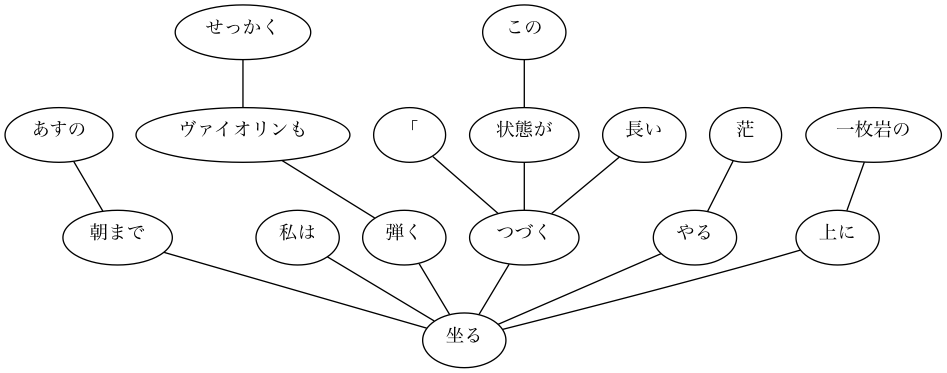 せっかく
この
あすの
ヴァイオリンも
「
状態が
長い
茫
一枚岩の
朝まで
私は
弾く
つづく
やる
上に
坐る